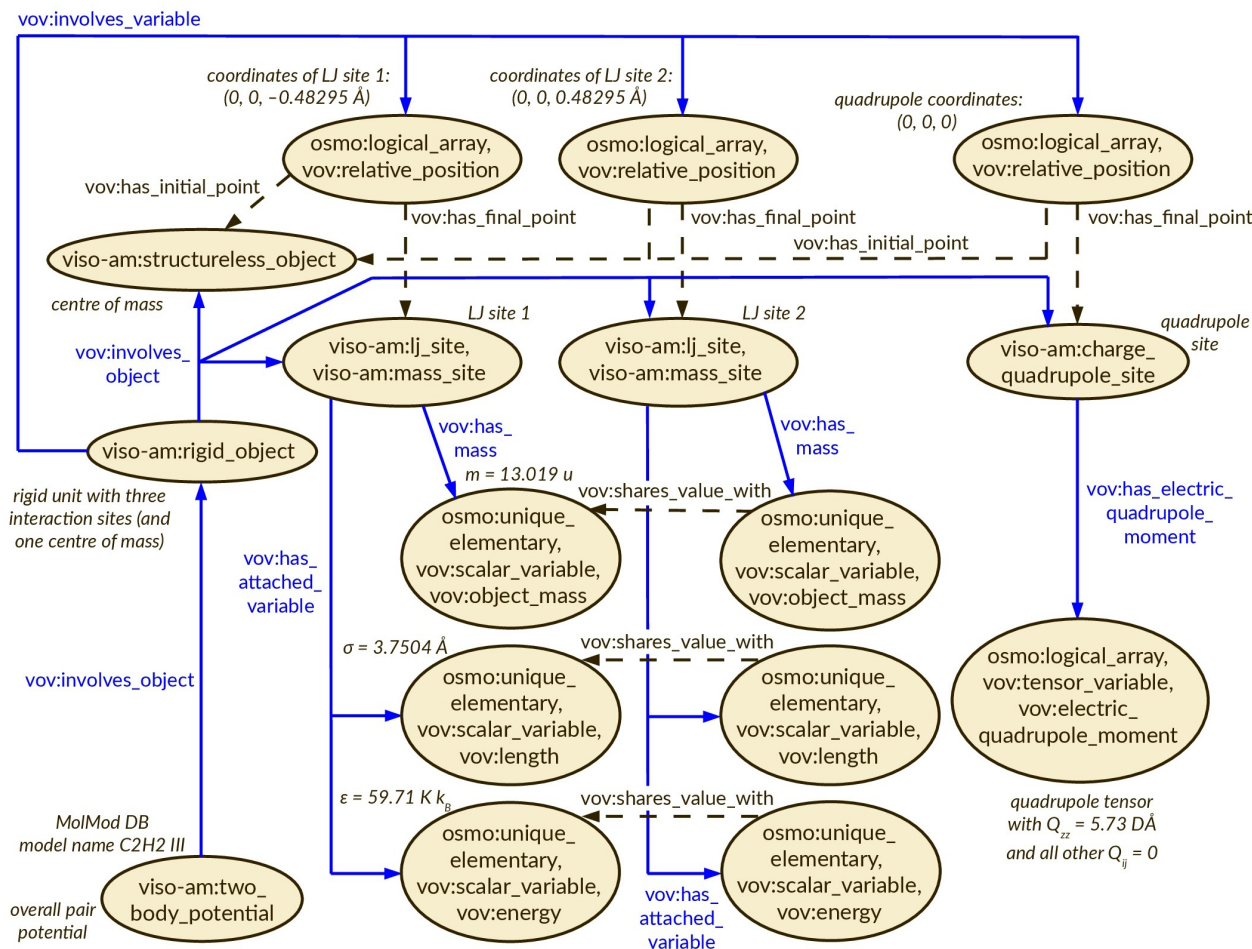 vov:involves_variable
coordinates of LJ site 1:
(0, 0, −0.48295 Å)
coordinates of LJ site 2:
(0, 0, 0.48295 Å)
quadrupole coordinates:
(0, 0, 0)
osmo:logical_array,
vov:relative_position
osmo:logical_array,
vov:relative_position
osmo:logical_array,
vov:relative_position
vov:has_initial_point
vov:has_final_point
vov:has_final_point
vov:has_final_point
vov:has_initial_point
viso-am:structureless_object
centre of mass
LJ site 1
LJ site 2
quadrupole
site
vov:involves_
object
viso-am:lj_site,
viso-am:mass_site
viso-am:lj_site,
viso-am:mass_site
viso-am:charge_
quadrupole_site
viso-am:rigid_object
rigid unit with three
interaction sites (and
one centre of mass)
vov:has_
mass
vov:has_
mass
m = 13.019 u
vov:shares_value_with
osmo:unique_
elementary,
vov:scalar_variable,
vov:object_mass
osmo:unique_
elementary,
vov:scalar_variable,
vov:object_mass
vov:has_electric_
quadrupole_
moment
vov:has_
attached_
variable
σ = 3.7504 Å
vov:shares_value_with
osmo:unique_
elementary,
vov:scalar_variable,
vov:length
osmo:unique_
elementary,
vov:scalar_variable,
vov:length
osmo:logical_array,
vov:tensor_variable,
vov:electric_
quadrupole_moment
vov:involves_object
ε = 59.71 K kB
vov:shares_value_with
osmo:unique_
elementary,
vov:scalar_variable,
vov:energy
osmo:unique_
elementary,
vov:scalar_variable,
vov:energy
quadrupole tensor
with Qzz = 5.73 DÅ
and all other Qij = 0
MolMod DB
model name C2H2 III
viso-am:two_
body_potential
overall pair
potential
vov:has_
attached_
variable